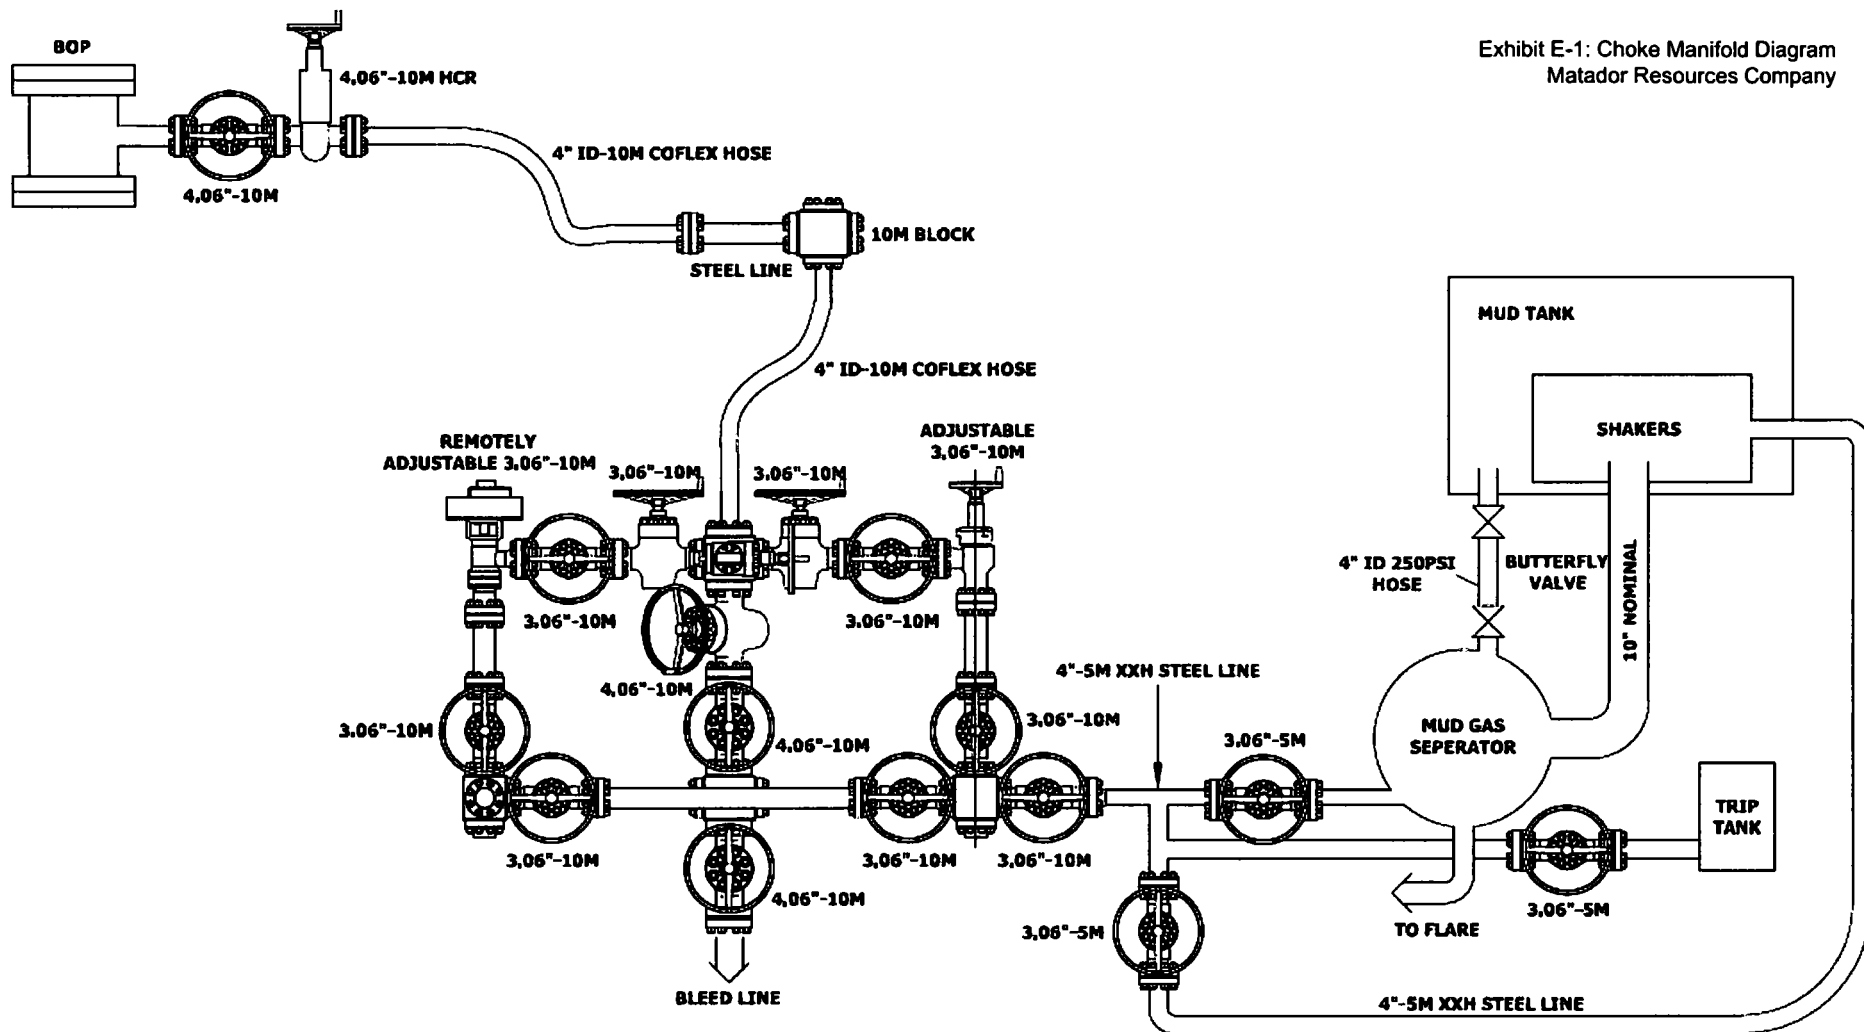 Exhibit E-1: Choke Manifold Diagram
Matador Resources Company
BOP
4.06"-10M HCR
4" ID-10M COFLEX HOSE
4.06"-10M
10M BLOCK
STEEL LINE
MUD TANK
4" ID-10M COFLEX HOSE
SHAKERS
REMOTELY
ADJUSTABLE 3.06"-10M
ADJUSTABLE
3.06"-10M
3.06"-10M
3.06"-10M
4" ID 250PSI
HOSE
BUTTERFLY
VALVE
10" NOMINAL
3.06"-10M
3.06"-10M
4.06"-10M
4"-5M XXH STEEL LINE
3.06"-10M
4.06"-10M
3.06"-10M
3.06"-5M
MUD GAS
SEPERATOR
TRIP
TANK
3.06"-10M
3.06"-10M
3.06"-10M
4.06"-10M
3.06"-5M
TO FLARE
3.06"-5M
BLEED LINE
4"-5M XXH STEEL LINE